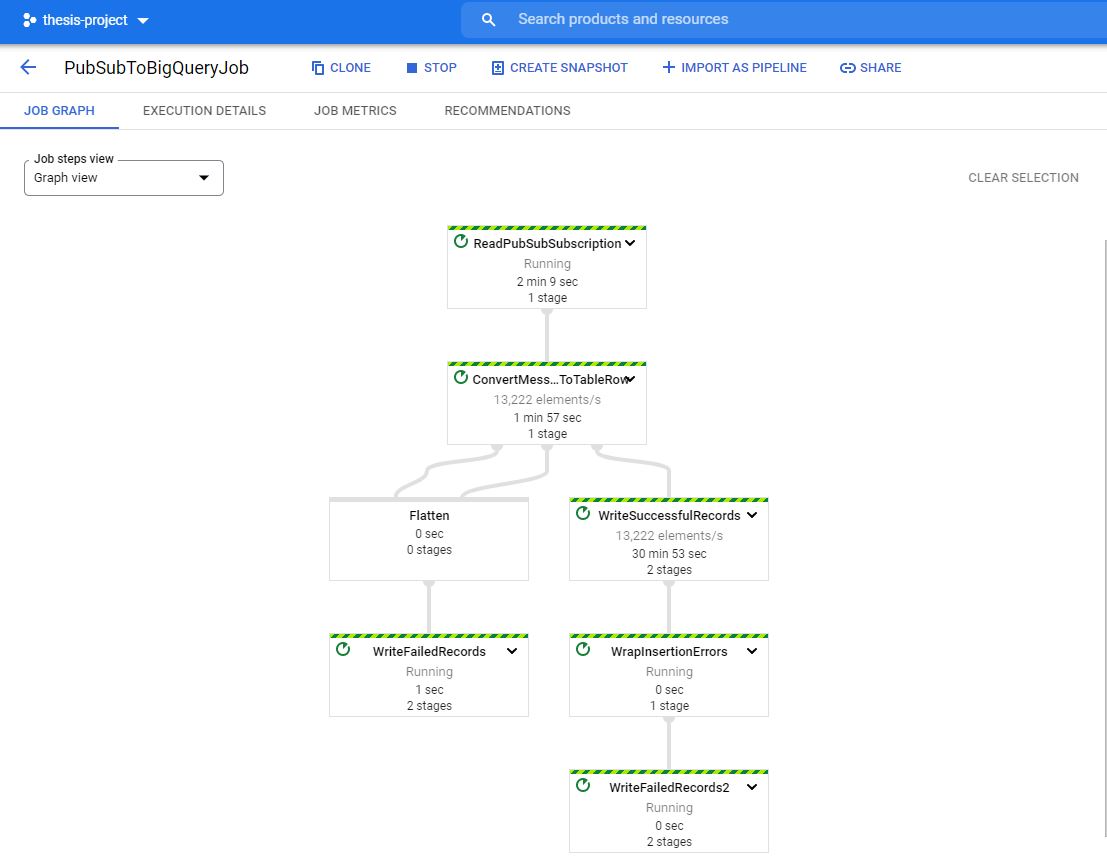 thesis-project
Search products and resources
PubSubToBigQueryJob
CLONE
STOP
CREATE SNAPSHOT
IMPORT AS PIPELINE
SHARE
JOB GRAPH
EXECUTION DETAILS
JOB METRICS
RECOMMENDATIONS
Job steps view
Graph view
CLEAR SELECTION
ReadPubSubSubscription
Running
2 min 9 sec
1 stage
ConvertMess...ToTableRow
13,222 elements/s
1 min 57 sec
1 stage
Flatten
0 sec
0 stages
WriteSuccessfulRecords
13,222 elements/s
30 min 53 sec
2 stages
WriteFailedRecords
Running
1 sec
2 stages
WrapInsertionErrors
Running
0 sec
1 stage
WriteFailedRecords2
Running
0 sec
2 stages